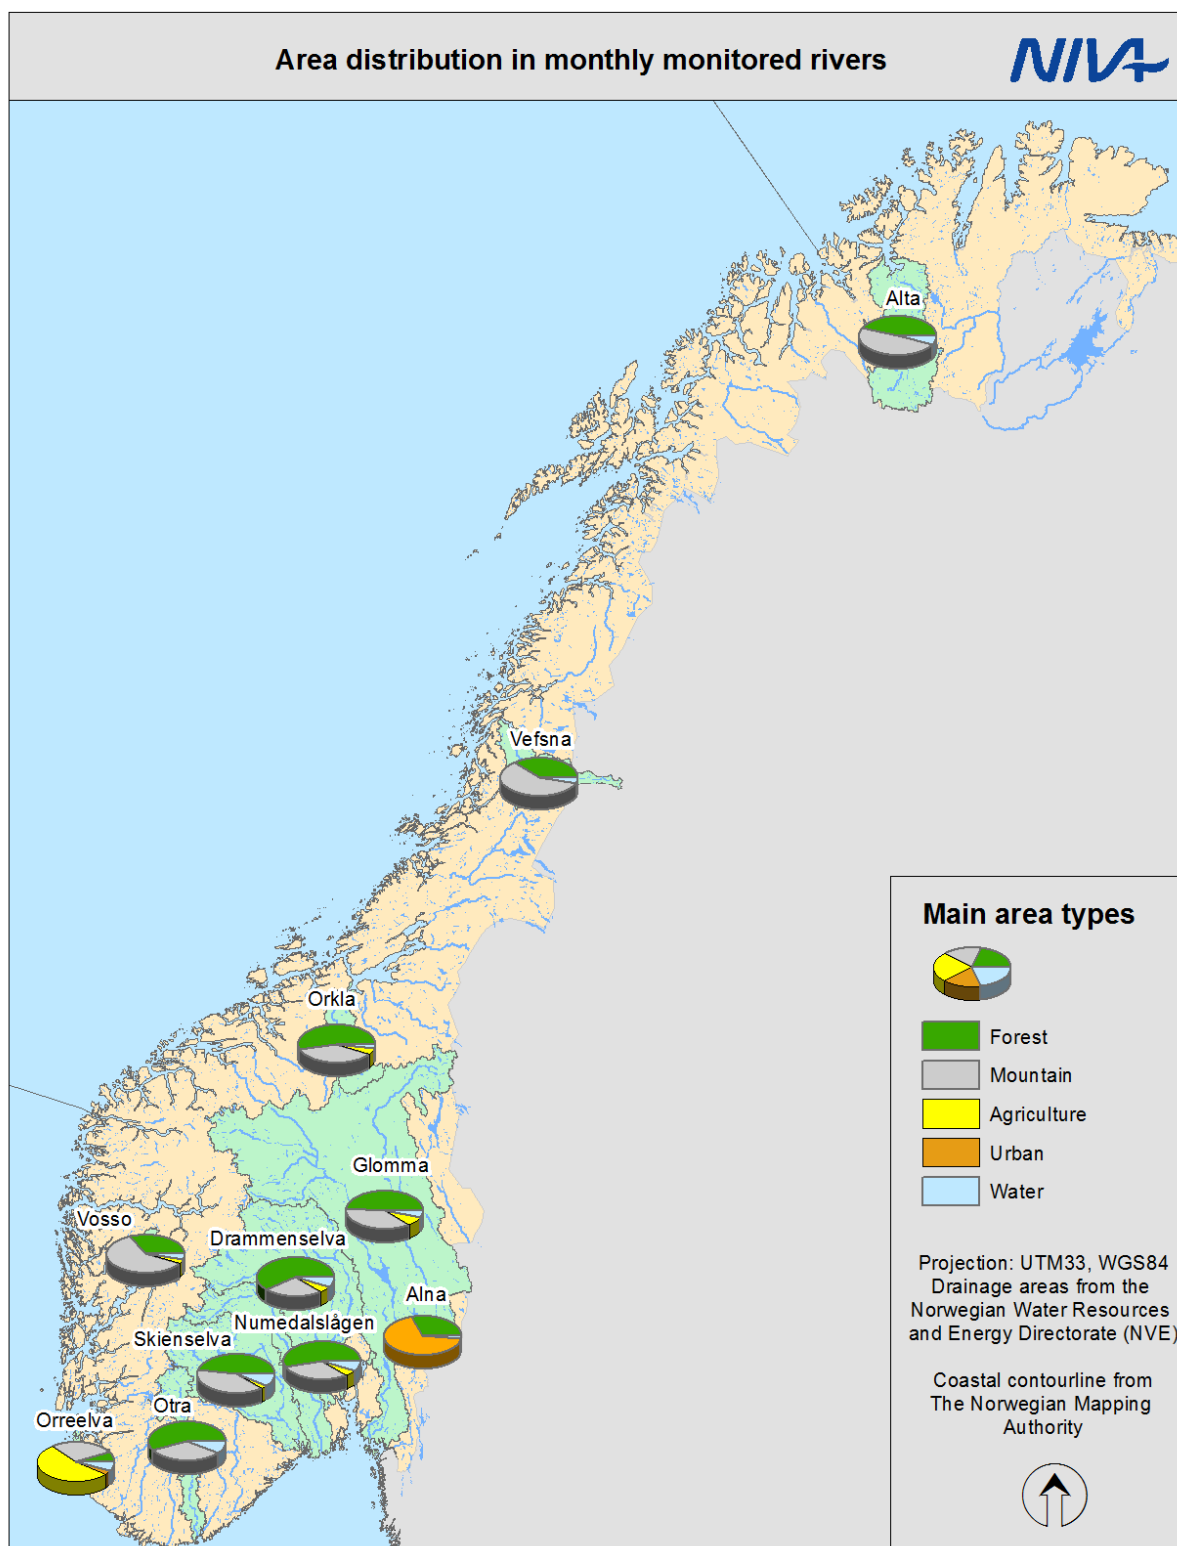 Area distribution in monthly monitored rivers
NIVA
Alta
Vefsna
Orkla
Glomma
Vosso
Drammenselva
Alna
Numedalslågen
Skienselva
Otra
Orreelva
Main area types
Forest
Mountain
Agriculture
Urban
Water
Projection: UTM33, WGS84
Drainage areas from the
Norwegian Water Resources
and Energy Directorate (NVE)
Coastal contourline from
The Norwegian Mapping
Authority